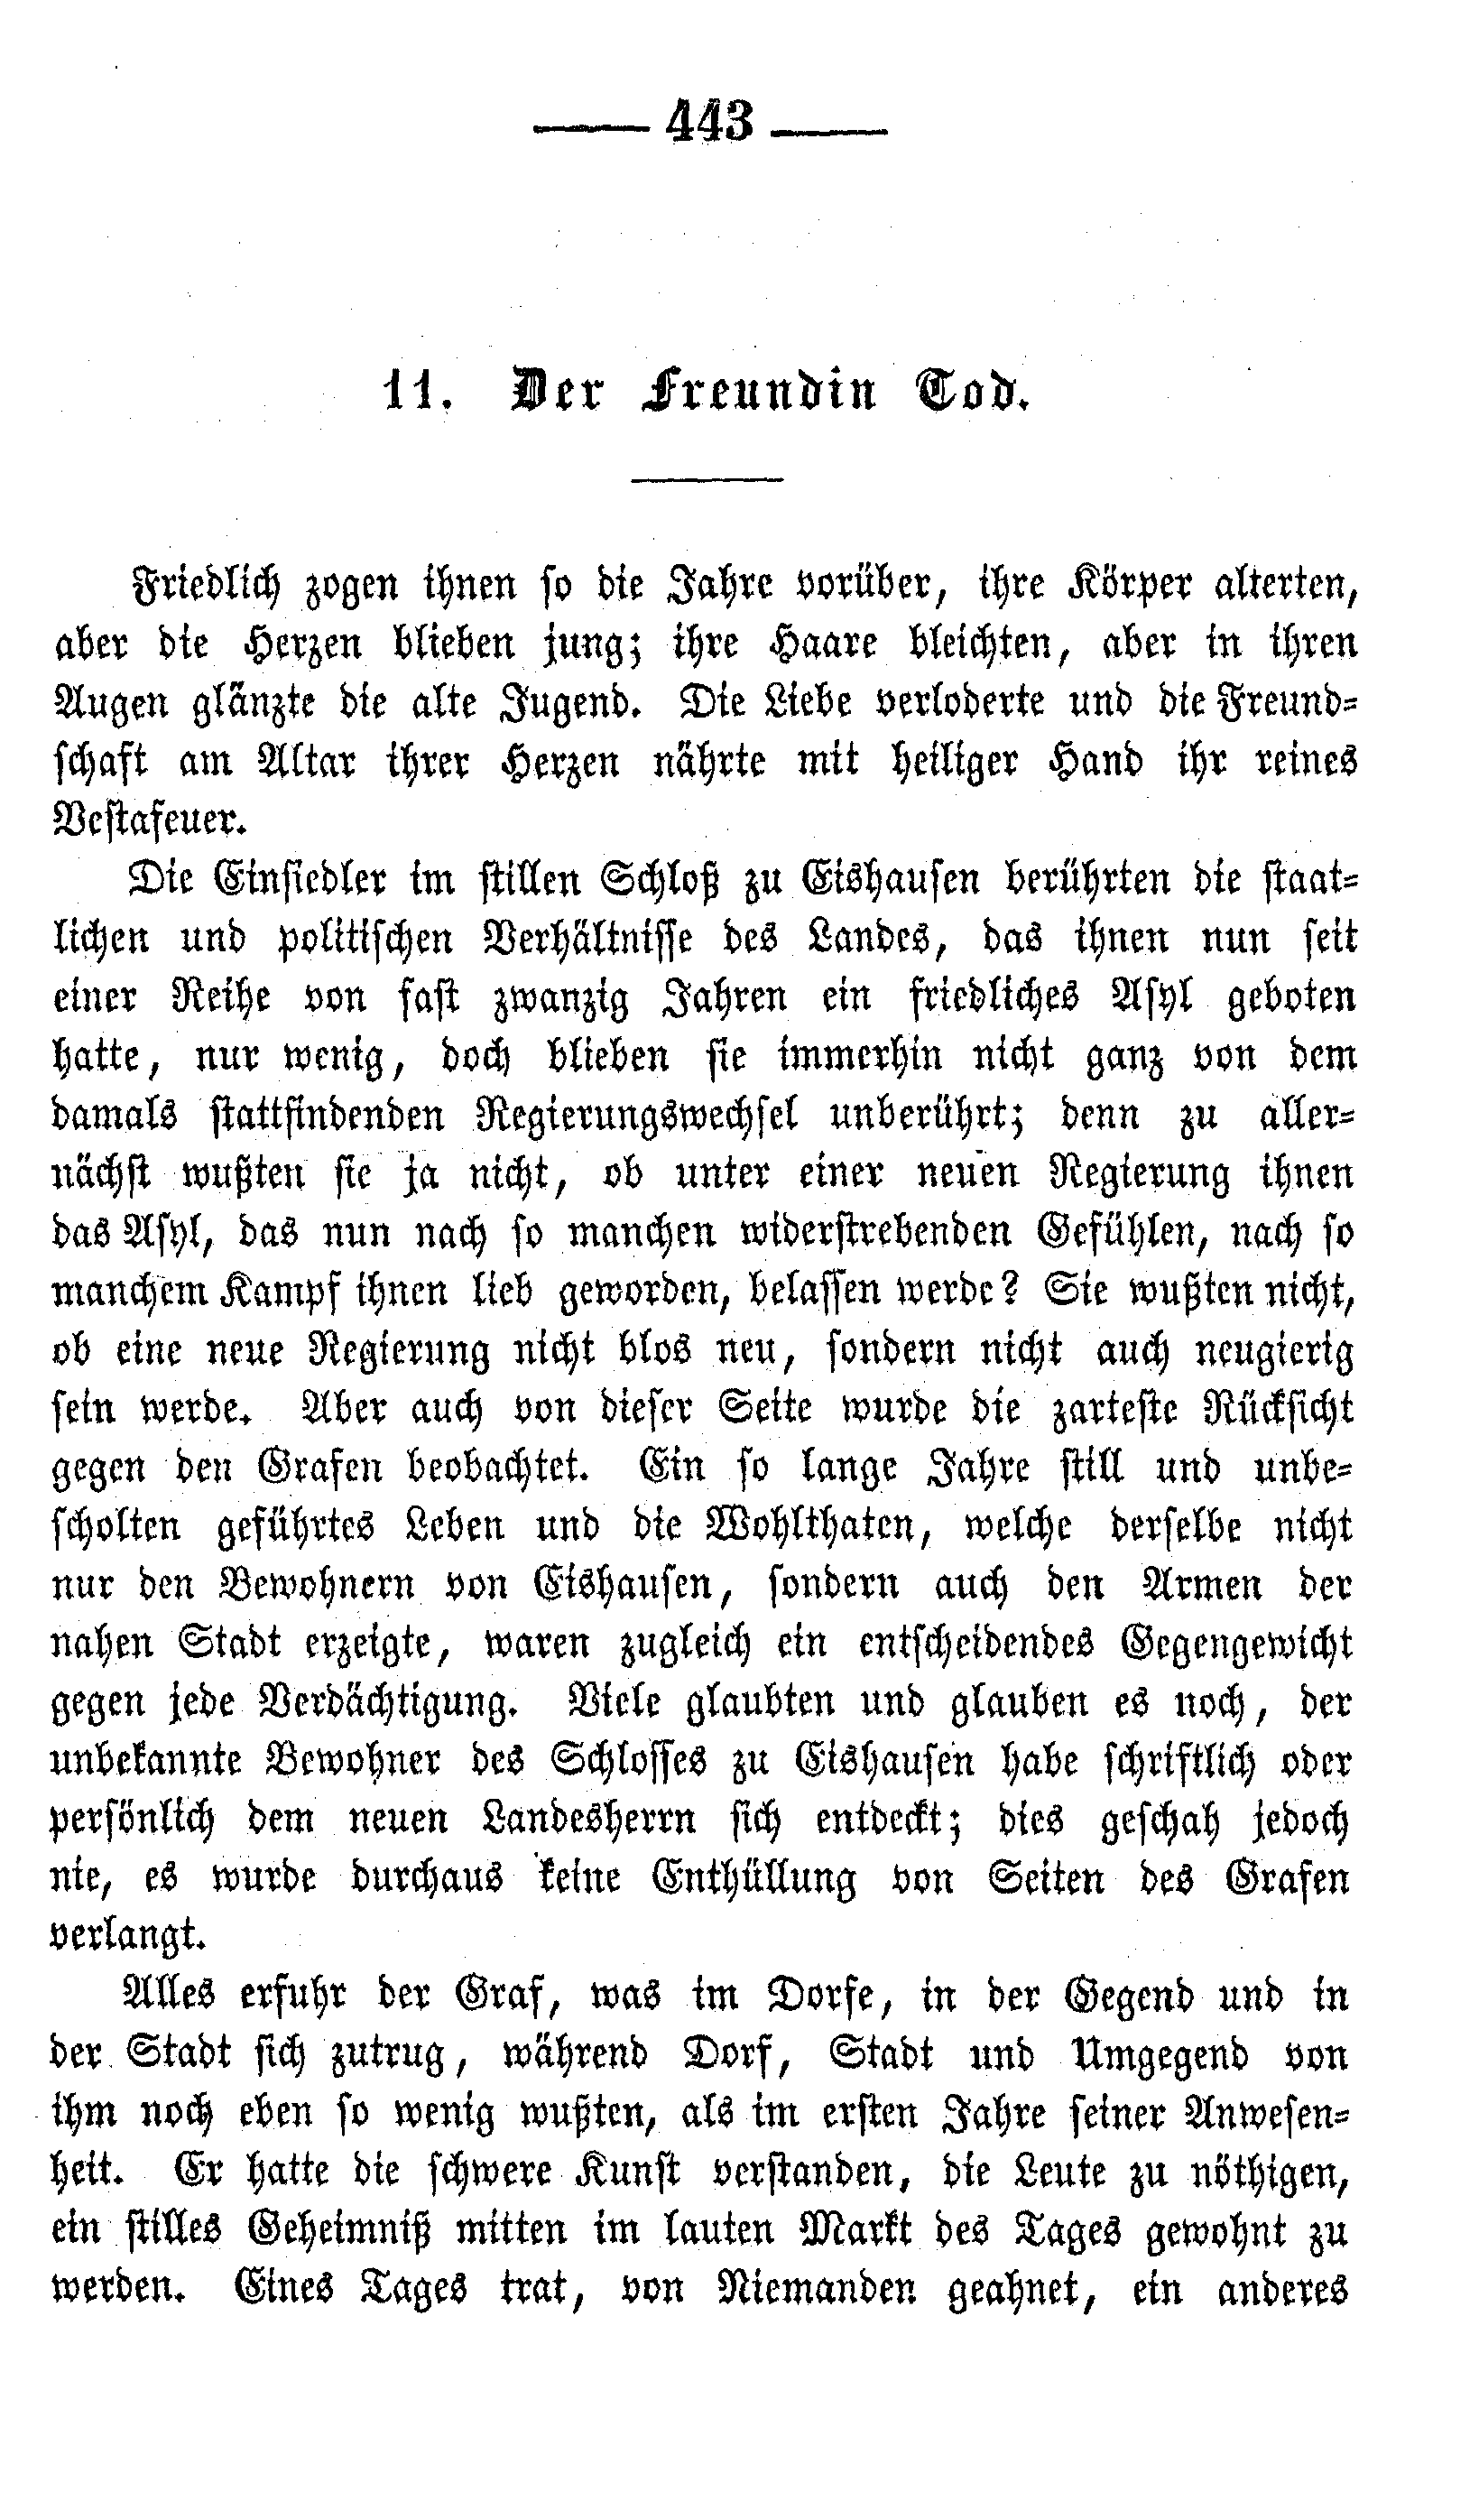 — 443 —
11. Der Freundin Tod.
Friedlich zogen ihnen so die Jahre vorüber, ihre Körper alterten,
aber die Herzen blieben jung; ihre Haare bleichten, aber in ihren
Augen glänzte die alte Jugend. Die Liebe verloderte und die Freund-
schaft am Altar ihrer Herzen nährte mit heiliger Hand ihr reines
Vestafeuer.
Die Einsiedler im stillen Schloß zu Eishausen berührten die staat-
lichen und politischen Verhältnisse des Landes, das ihnen nun seit
einer Reihe von fast zwanzig Jahren ein friedliches Asyl geboten
hatte, nur wenig, doch blieben sie immerhin nicht ganz von dem
damals stattfindenden Regierungswechsel unberührt; denn zu aller-
nächst wußten sie ja nicht, ob unter einer neuen Regierung ihnen
das Asyl, das nun nach so manchen widerstrebenden Gefühlen, nach so
manchem Kampf ihnen lieb geworden, belassen werde? Sie wußten nicht,
ob eine neue Regierung nicht blos neu, sondern nicht auch neugierig
sein werde. Aber auch von dieser Seite wurde die zarteste Rücksicht
gegen den Grafen beobachtet. Ein so lange Jahre still und unbe-
scholten geführtes Leben und die Wohlthaten, welche derselbe nicht
nur den Bewohnern von Eishausen, sondern auch den Armen der
nahen Stadt erzeigte, waren zugleich ein entscheidendes Gegengewicht
gegen jede Verdächtigung. Viele glaubten und glauben es noch, der
unbekannte Bewohner des Schlosses zu Eishausen habe schriftlich oder
persönlich dem neuen Landesherrn sich entdeckt; dies geschah jedoch
nie, es wurde durchaus keine Enthüllung von Seiten des Grafen
verlangt.
Alles erfuhr der Graf, was im Dorfe, in der Gegend und in
der Stadt sich zutrug, während Dorf, Stadt und Umgegend von
ihm noch eben so wenig wußten, als im ersten Jahre seiner Anwesen-
heit. Er hatte die schwere Kunst verstanden, die Leute zu nöthigen,
ein stilles Geheimniß mitten im lauten Markt des Tages gewohnt zu
werden. Eines Tages trat, von Niemanden geahnet, ein anderes